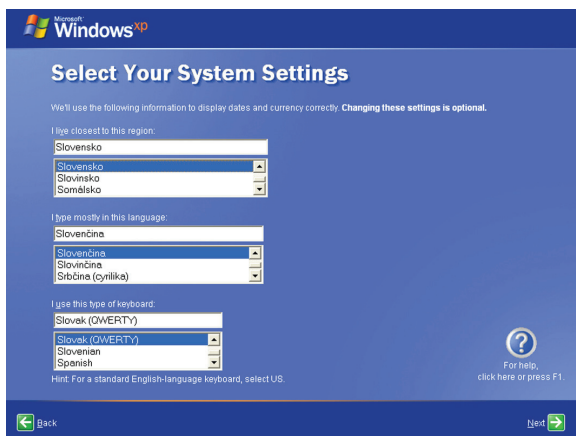 Microsoft
Windows xp
Select Your System Settings
We'll use the following information to display dates and currency correctly. Changing these settings is optional.
I live closest to this region:
Slovensko
Slovensko
Slovinsko
Somálsko
I type mostly in this language:
Slovenčina
Slovenčina
Slovinčina
Srbčina (cyrilika)
I use this type of keyboard:
Slovak (QWERTY)
Slovak (QWERTY)
Slovenian
Spanish
Hint: For a standard English-language keyboard, select US.
?
For help,
click here or press F1.
Back
Next